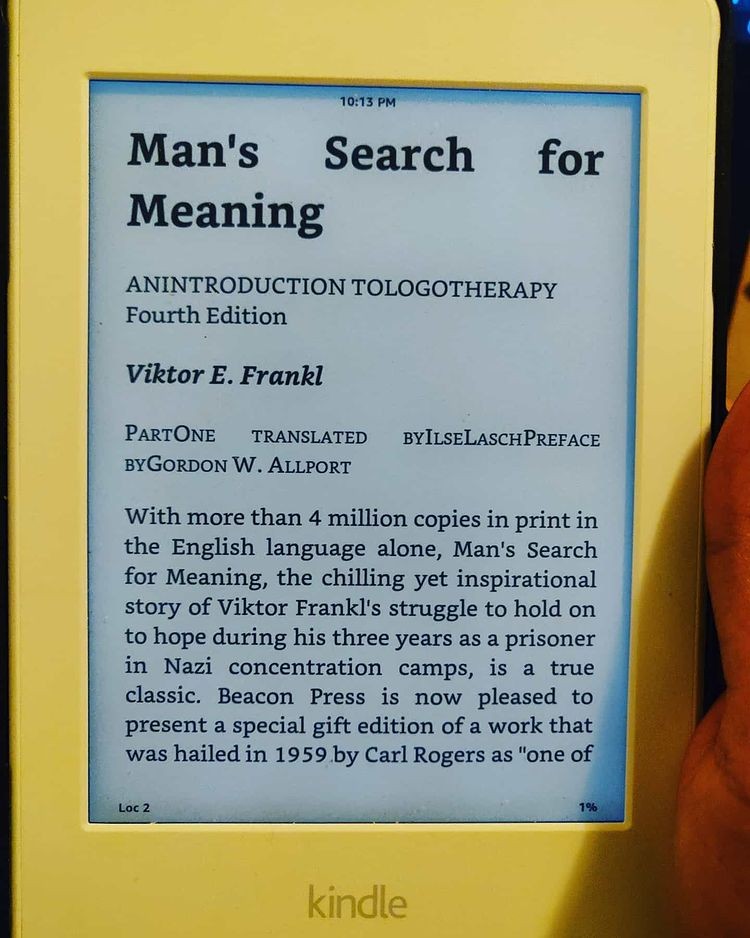 10:13 PM
Man's Search for
Meaning
ANINTRODUCTION TOLOGOTHERAPY
Fourth Edition
Viktor E. Frankl
PARTONE TRANSLATED BYILSELASCHPREFACE
BYGORDON W. ALLPORT
With more than 4 million copies in print in
the English language alone, Man's Search
for Meaning, the chilling yet inspirational
story of Viktor Frankl's struggle to hold on
to hope during his three years as a prisoner
in Nazi concentration camps, is a true
classic. Beacon Press is now pleased to
present a special gift edition of a work that
was hailed in 1959 by Carl Rogers as "one of
Loc 2 1%
kindle